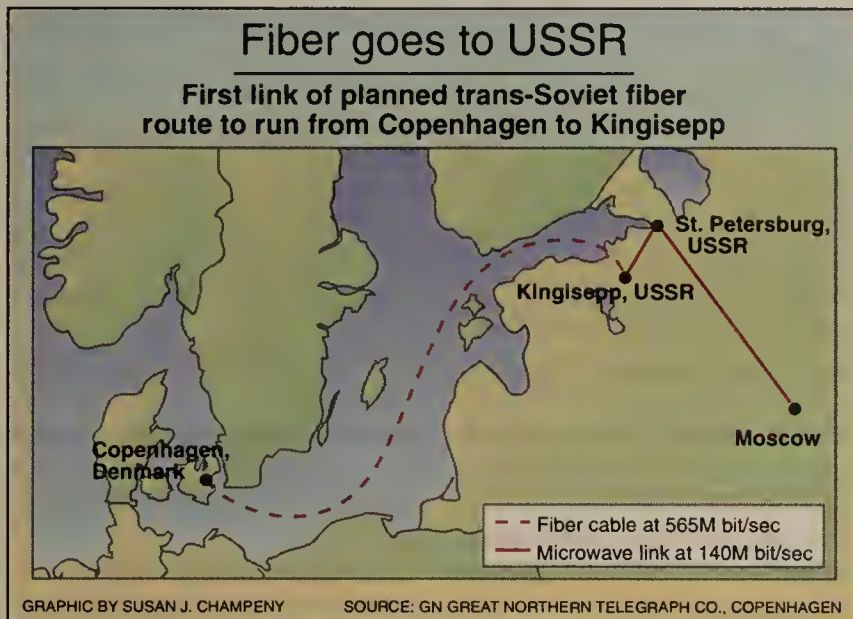 Fiber goes to USSR
First link of planned trans-Soviet fiber
route to run from Copenhagen to Kingisepp
St. Petersburg,
USSR
Kingisepp, USSR
Moscow
Copenhagen,
Denmark
Fiber cable at 565M bit/sec
Microwave link at 140M bit/sec
GRAPHIC BY SUSAN J. CHAMPENY
SOURCE: GN GREAT NORTHERN TELEGRAPH CO., COPENHAGEN